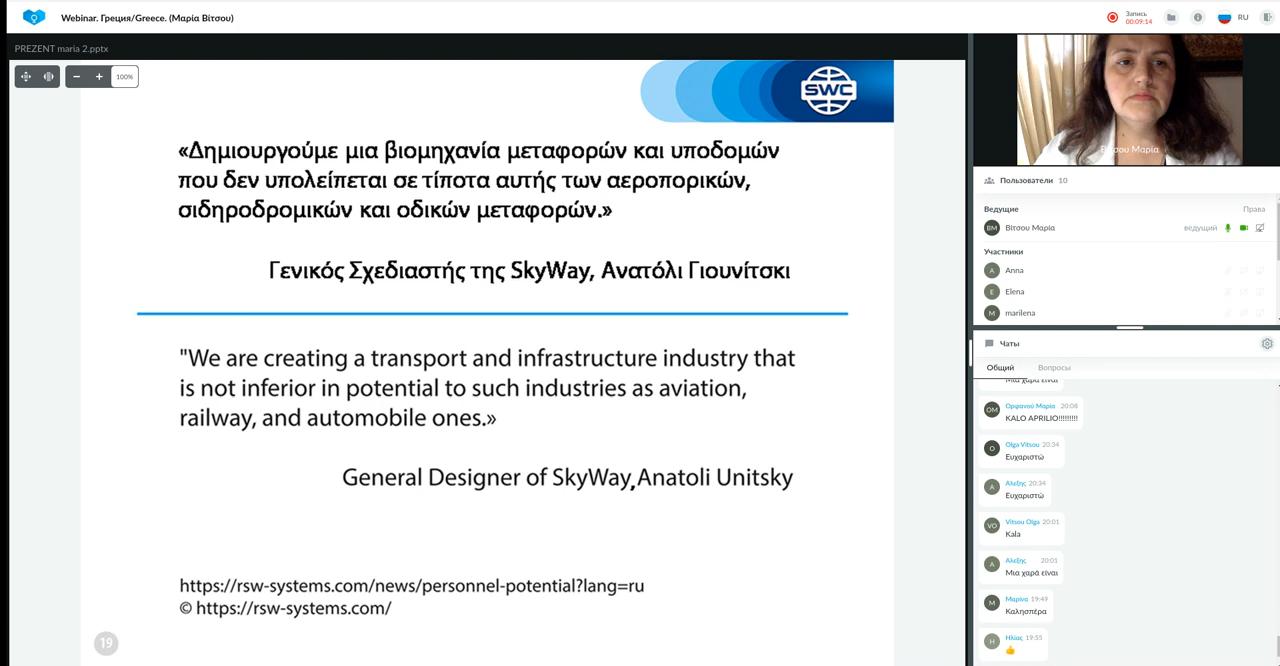 Webinar. Греция/Greece. (Μαρία Βίτσου)
Запись
00:09:14
RU
PREZENT maria 2.pptx
100%
SWC
«Δημιουργούμε μια βιομηχανία μεταφορών και υποδομών
που δεν υπολείπεται σε τίποτα αυτής των αεροπορικών,
σιδηροδρομικών και οδικών μεταφορών.»
Γενικός Σχεδιαστής της SkyWay, Ανατόλι Γιουνίτσκι
"We are creating a transport and infrastructure industry that
is not inferior in potential to such industries as aviation,
railway, and automobile ones.»
General Designer of SkyWay,Anatoli Unitsky
https://rsw-systems.com/news/personnel-potential?lang=ru
© https://rsw-systems.com/
19
Βίτσου Μαρία
Пользователи 10
Ведущие Права
ΒΜ Βίτσου Μαρία ведущий
Участники
A Anna
E Elena
M marilena
Чаты
Общий Вопросы
Μια χαρά είναι
ΟΜ Ορφανού Μαρία 20:08
KALO APRILIO!!!!!!!!!
O Olga Vitsou 20:34
Ευχαριστώ
Α Αλεξης 20:34
Ευχαριστώ
VO Vitsou Olga 20:01
Kala
Α Αλεξης 20:01
Μια χαρά είναι
Μ Μαρίνα 19:49
Καλησπέρα
Η Ηλίας 19:55
👍